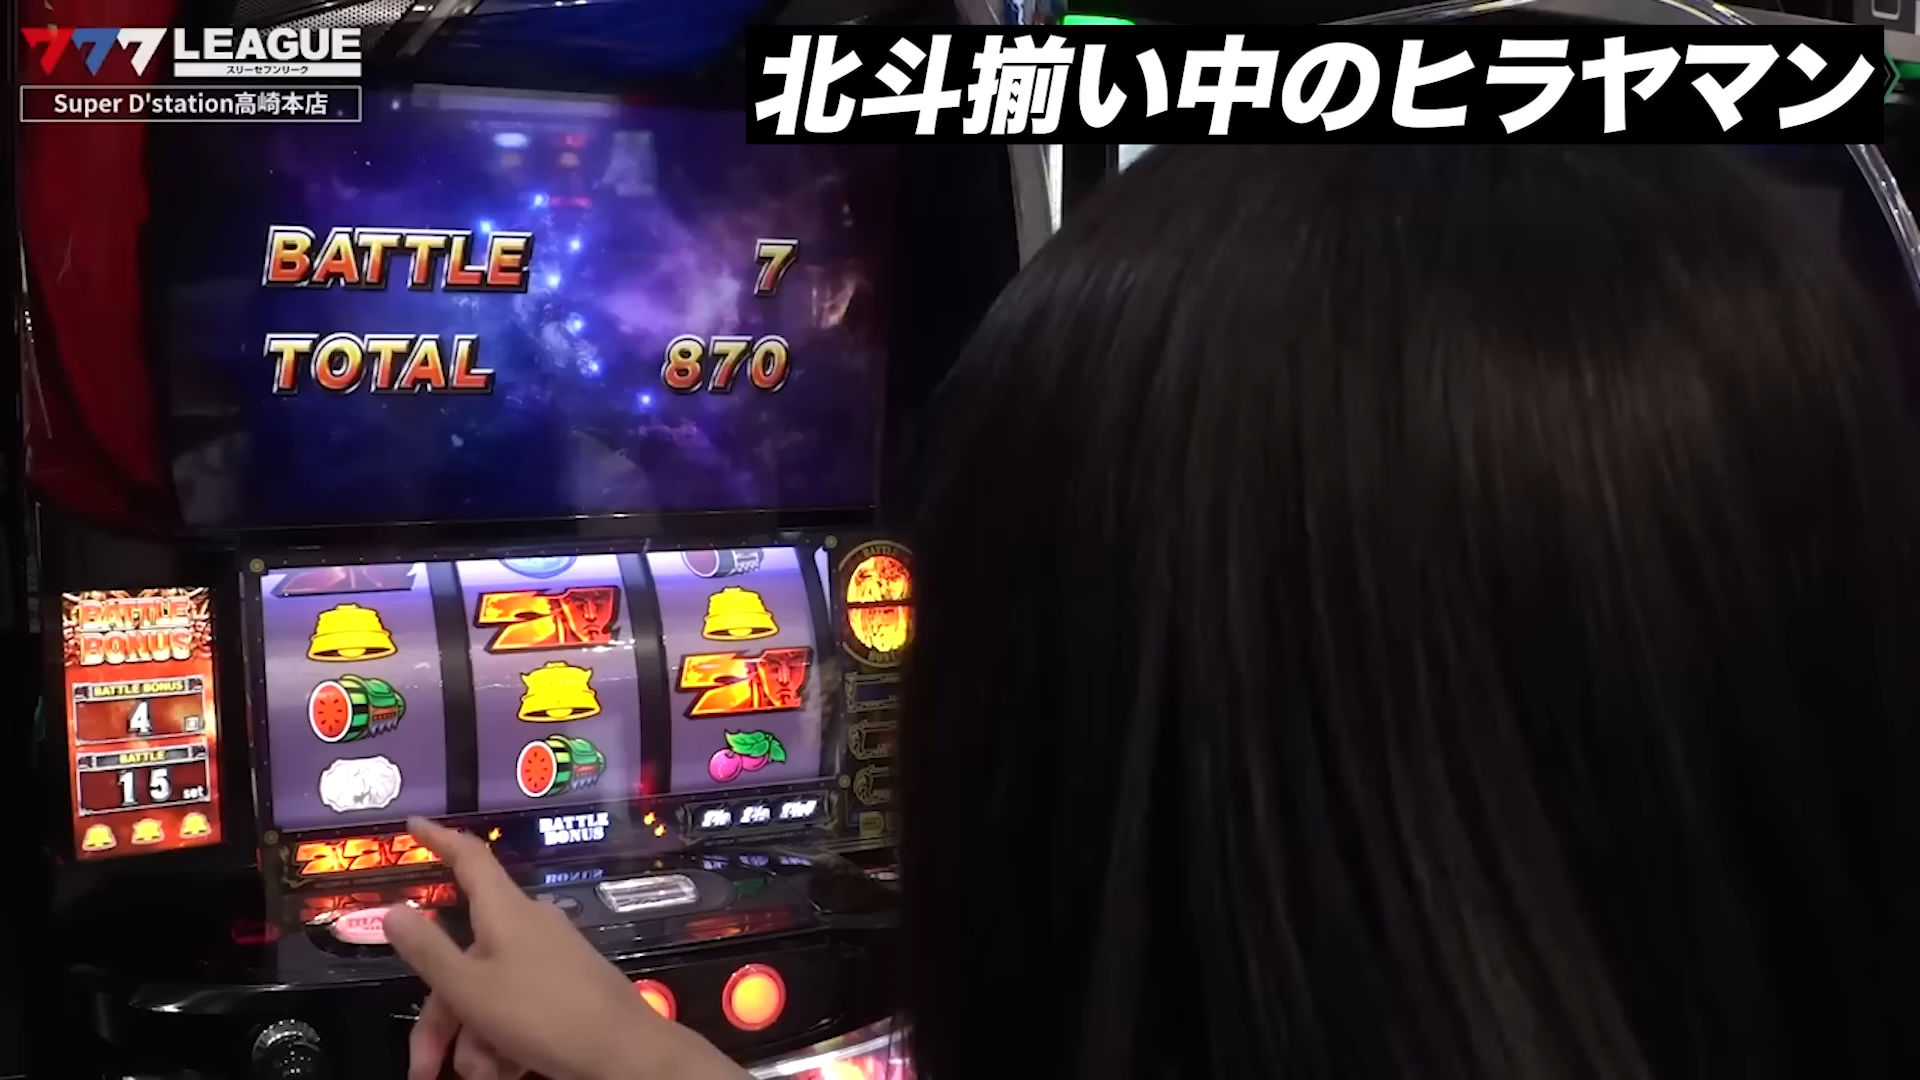 777 LEAGUE
スリーセブンリーグ
Super D'station高崎本店
北斗揃い中のヒラヤマン
BATTLE 7
TOTAL 870
BATTLE
BONUS
BATTLE BONUS
4
BATTLE
15 set
BATTLE
BONUS